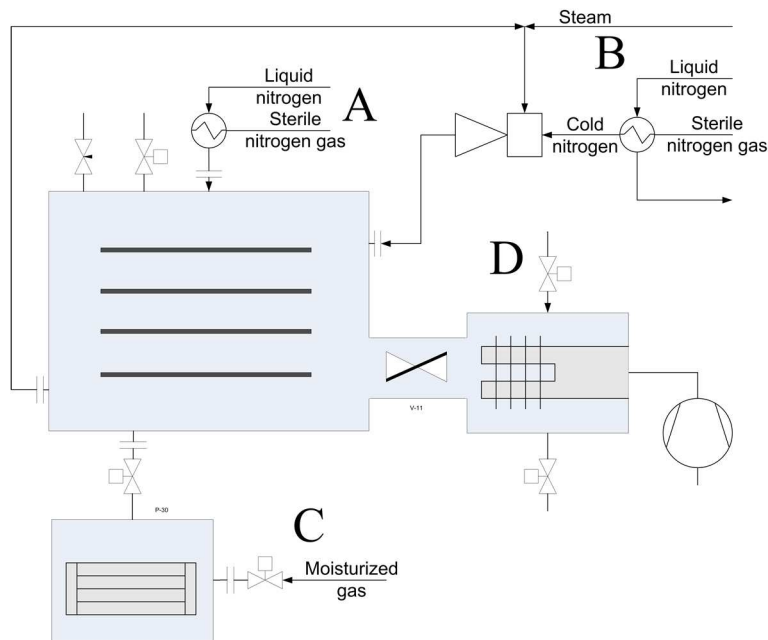 Steam
B
Liquid
nitrogen
A
Sterile
nitrogen gas
Liquid
nitrogen
Cold
nitrogen
Sterile
nitrogen gas
D
V-11
P-30
C
Moisturized
gas